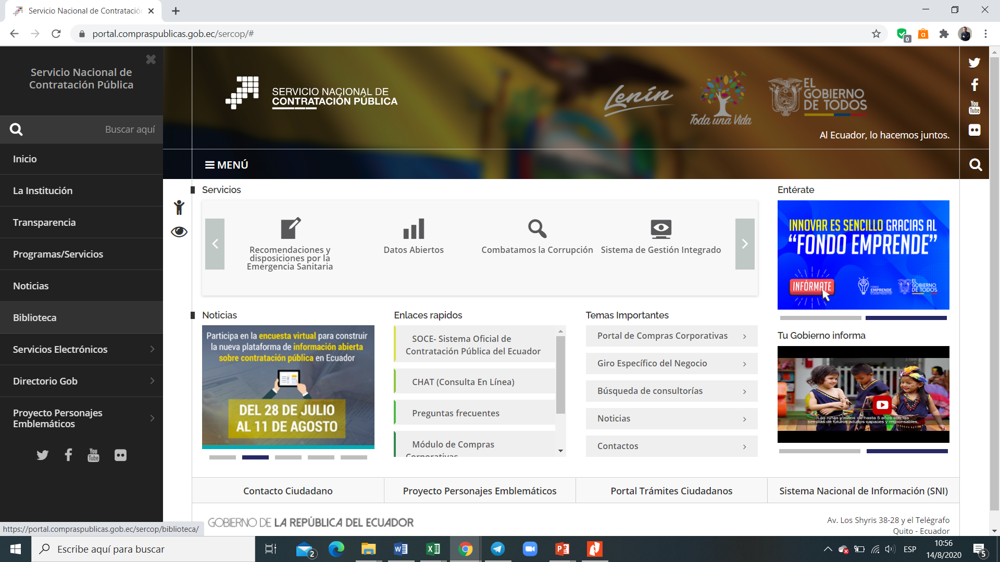 Servicio Nacional de Contratación
portal.compraspublicas.gob.ec/sercop/#
0
a
Servicio Nacional de
Contratación Pública
Buscar aquí
Inicio
La Institución
Transparencia
Programas/Servicios
Noticias
Biblioteca
Servicios Electrónicos
Directorio Gob
Proyecto Personajes
Emblemáticos
You
Tube
SERVICIO NACIONAL DE
CONTRATACIÓN PÚBLICA
Lenín
Toda una Vida
EL
GOBIERNO
DE TODOS
Al Ecuador, lo hacemos juntos.
You
Tube
MENÚ
Servicios
Recomendaciones y
disposiciones por la
Emergencia Sanitaria
Datos Abiertos
Combatamos la Corrupción
Sistema de Gestión Integrado
Entérate
INNOVAR ES SENCILLO GRACIAS AL
“FONDO EMPRENDE”
INFÓRMATE
FONDO
EMPRENDE
EL
GOBIERNO
DE TODOS
Noticias
Participa en la encuesta virtual para construir
la nueva plataforma de información abierta
sobre contratación pública en Ecuador
DEL 28 DE JULIO
AL 11 DE AGOSTO
Enlaces rapidos
SOCE- Sistema Oficial de
Contratación Pública del Ecuador
CHAT (Consulta En Línea)
Preguntas frecuentes
Módulo de Compras
Corporativas
Temas Importantes
Portal de Compras Corporativas
Giro Específico del Negocio
Búsqueda de consultorías
Noticias
Contactos
Tu Gobierno informa
Las niñas y niños de hasta 5 años son las
semillas de futuros adultos capaces y responsables.
Contacto Ciudadano
Proyecto Personajes Emblemáticos
Portal Trámites Ciudadanos
Sistema Nacional de Información (SNI)
GOBIERNO DE LA REPÚBLICA DEL ECUADOR
Av. Los Shyris 38-28 y el Telégrafo
Quito - Ecuador
https://portal.compraspublicas.gob.ec/sercop/biblioteca/
Escribe aquí para buscar
2
ESP
10:56
14/8/2020
5